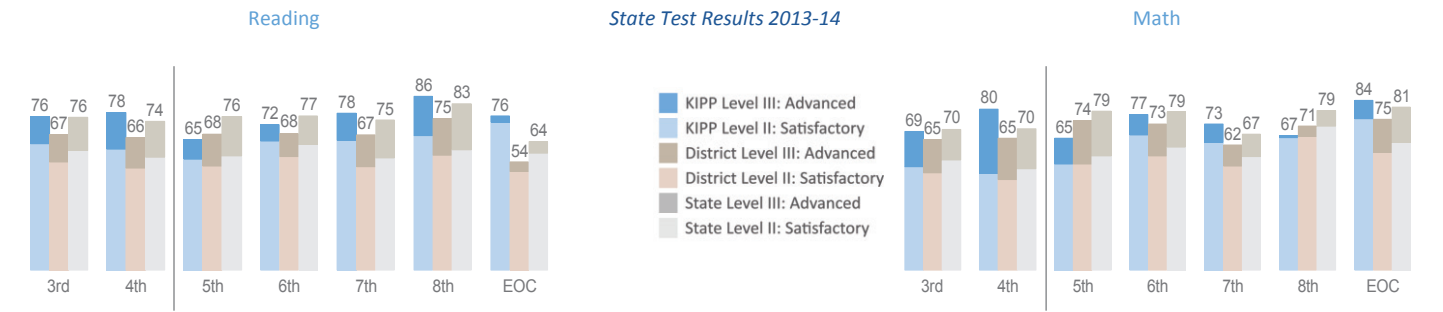 Reading
State Test Results 2013-14
Math
76 67 76
78 66 74
65 68 76
72 68 77
78 67 75
86 75 83
76 54 64
3rd 4th 5th 6th 7th 8th EOC
KIPP Level III: Advanced
KIPP Level II: Satisfactory
District Level III: Advanced
District Level II: Satisfactory
State Level III: Advanced
State Level II: Satisfactory
69 65 70
80 65 70
65 74 79
77 73 79
73 62 67
67 71 79
84 75 81
3rd 4th 5th 6th 7th 8th EOC